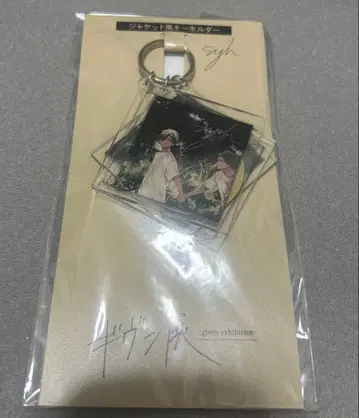 ジャケット風キーホルダー
syh
ギヴン展
given exhibition